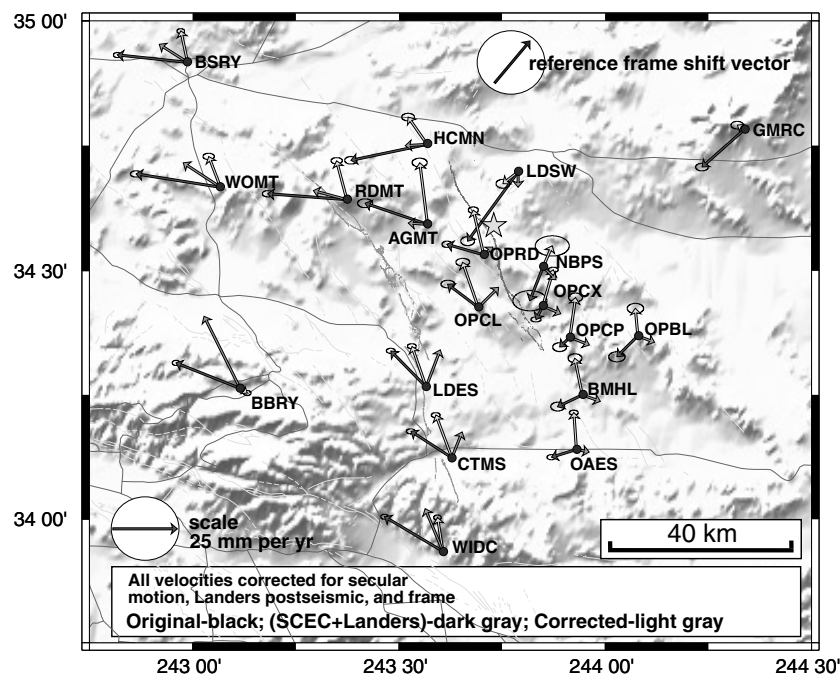 35 00'
BSRY
reference frame shift vector
HCMN
GMRC
LDSW
WOMT
RDMT
AGMT
34 30'
OPRD
NBPS
OPCX
OPCL
OPCP
OPBL
LDES
BBRY
BMHL
CTMS
OAES
34 00'
scale
25 mm per yr
40 km
WIDC
All velocities corrected for secular
motion, Landers postseismic, and frame
Original-black; (SCEC+Landers)-dark gray; Corrected-light gray
243 00' 243 30' 244 00' 244 30'